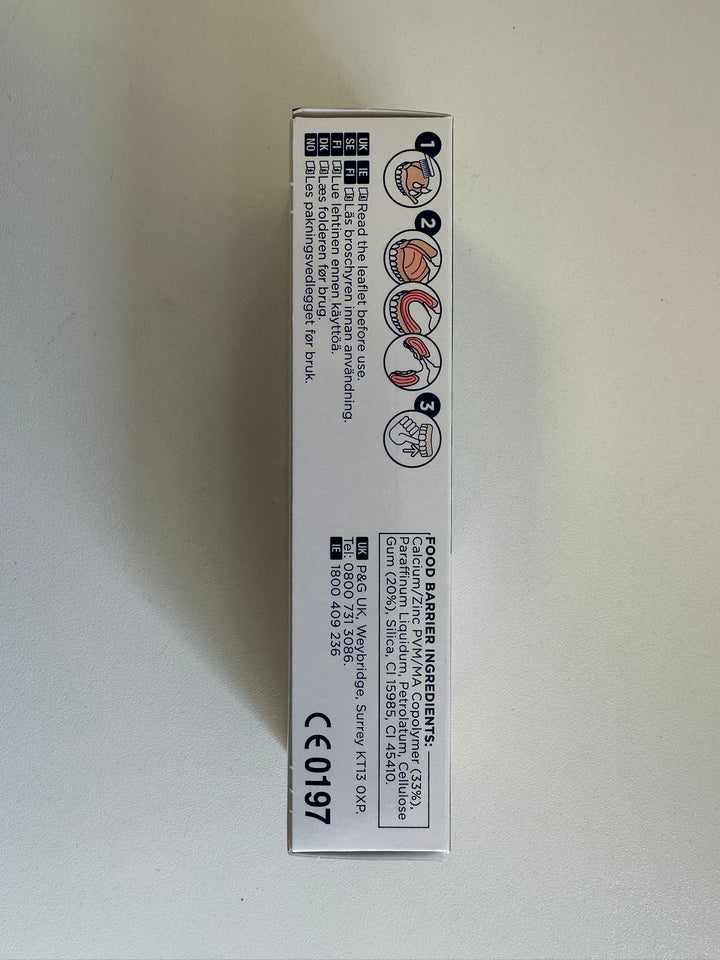 1
2
3
UK IE Read the leaflet before use.
SE FI Läs broschyren innan användning.
FI Lue lehtinen ennen käyttöä.
DK Læs folderen før brug.
NO Les pakningsvedlegget før bruk.
FOOD BARRIER INGREDIENTS:
Calcium/Zinc PVM/MA Copolymer (33%),
Paraffinum Liquidum, Petrolatum, Cellulose
Gum (20%), Silica, CI 15985, CI 45410.
UK P&G UK, Weybridge, Surrey KT13 0XP.
Tel: 0800 731 3086.
IE 1800 409 236
CE 0197